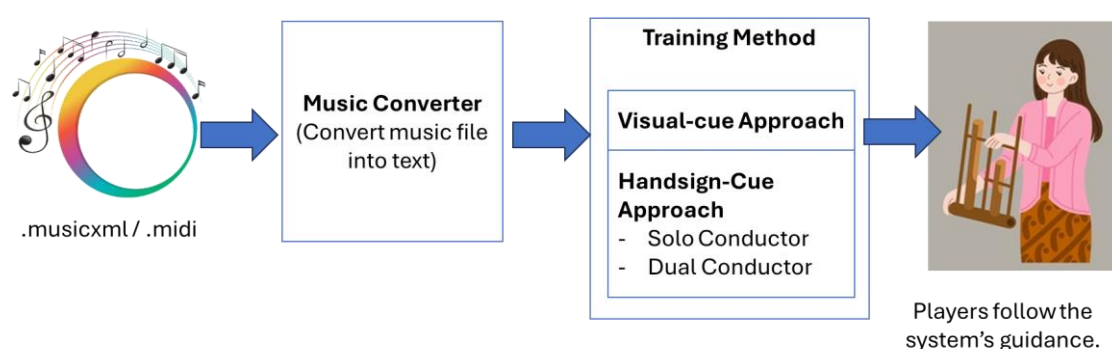 .musicxml / .midi
Music Converter
(Convert music file
into text)
Training Method
Visual-cue Approach
Handsign-Cue
Approach
- Solo Conductor
- Dual Conductor
Players follow the
system's guidance.